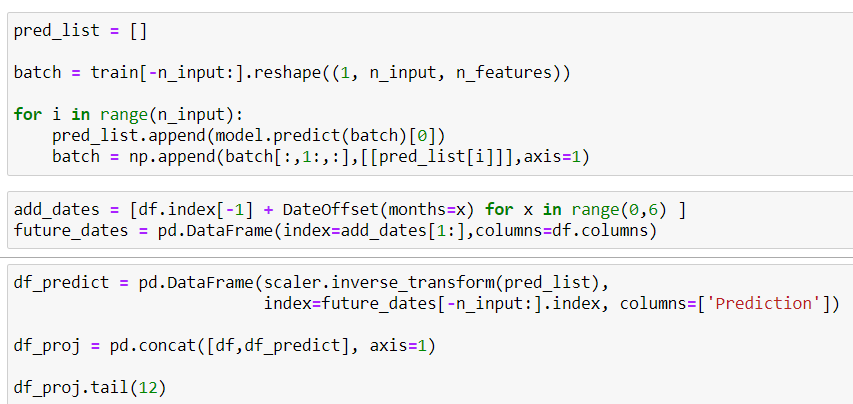 pred_list = []
batch = train[-n_input:].reshape((1, n_input, n_features))
for i in range(n_input):
    pred_list.append(model.predict(batch)[0])
    batch = np.append(batch[:,1:,:],[[pred_list[i]]],axis=1)
add_dates = [df.index[-1] + DateOffset(months=x) for x in range(0,6) ]
future_dates = pd.DataFrame(index=add_dates[1:],columns=df.columns)
df_predict = pd.DataFrame(scaler.inverse_transform(pred_list),
                          index=future_dates[-n_input:].index, columns=['Prediction'])
df_proj = pd.concat([df,df_predict], axis=1)
df_proj.tail(12)